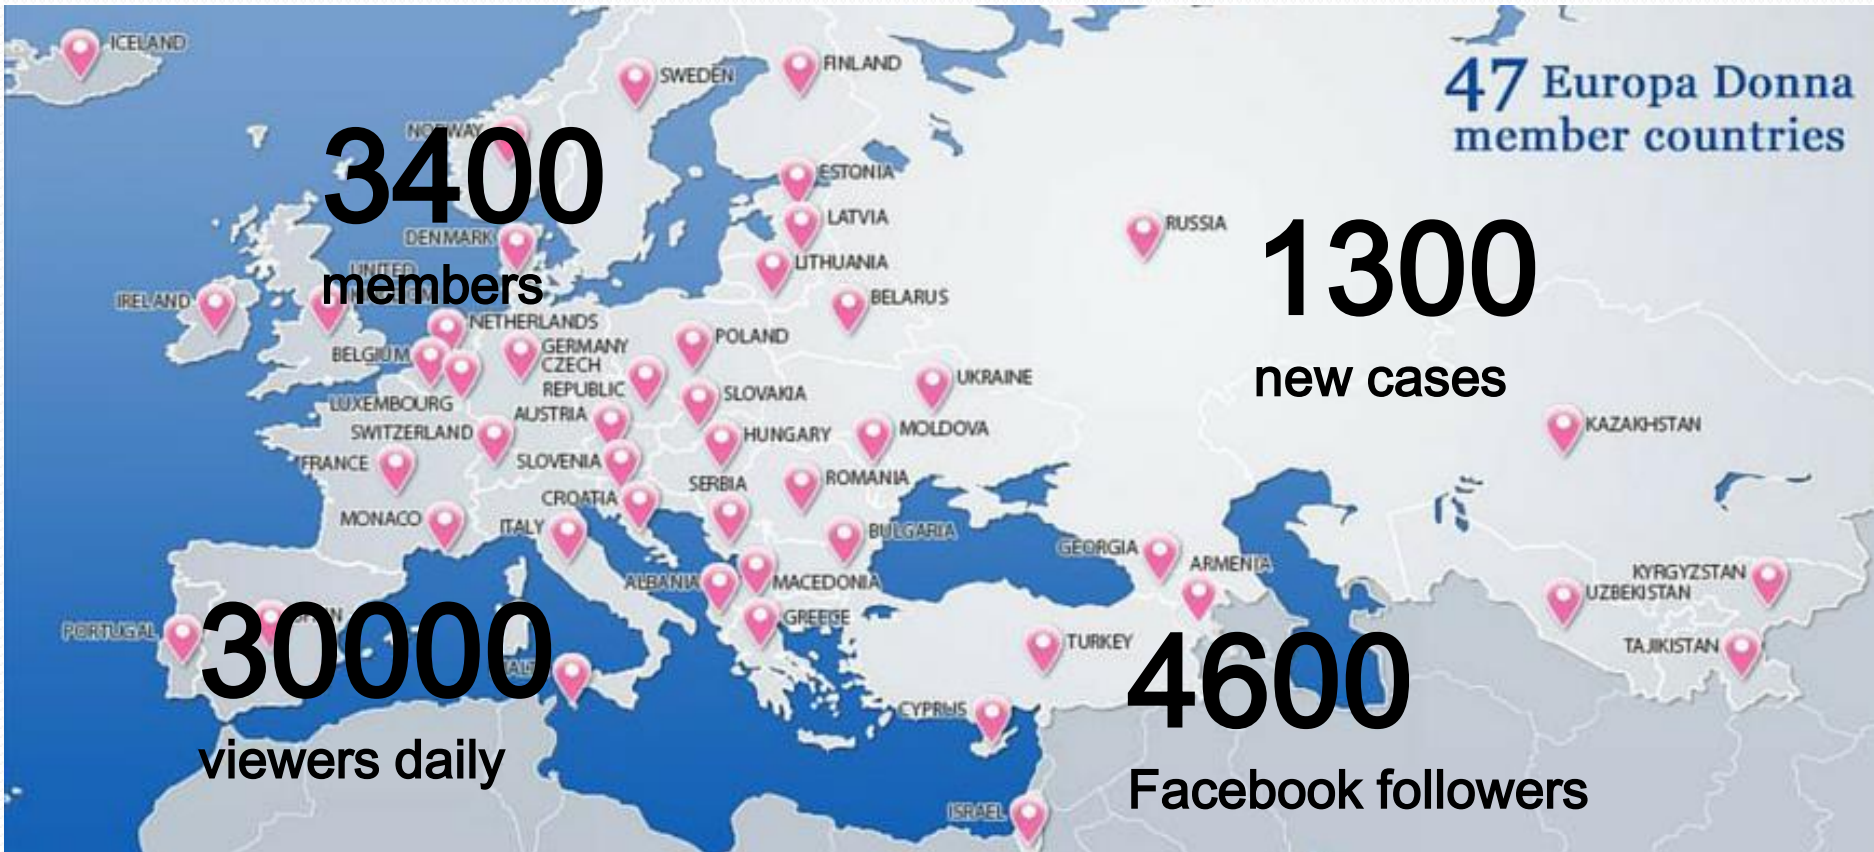 ICELAND
SWEDEN
FINLAND
47 Europa Donna
member countries
NORWAY
3400
members
ESTONIA
LATVIA
LITHUANIA
RUSSIA
1300
new cases
DENMARK
UNITED
KINGDOM
IRELAND
BELARUS
NETHERLANDS
BELGIUM
GERMANY
CZECH
REPUBLIC
POLAND
LUXEMBOURG
SLOVAKIA
UKRAINE
AUSTRIA
SWITZERLAND
HUNGARY
MOLDOVA
KAZAKHSTAN
FRANCE
SLOVENIA
SERBIA
ROMANIA
CROATIA
MONACO
ITALY
BULGARIA
GEORGIA
ARMENIA
ALBANIA
MACEDONIA
KYRGYZSTAN
UZBEKISTAN
GREECE
PORTUGAL
SPAIN
30000
viewers daily
TURKEY
TAJIKISTAN
4600
Facebook followers
CYPRUS
ISRAEL